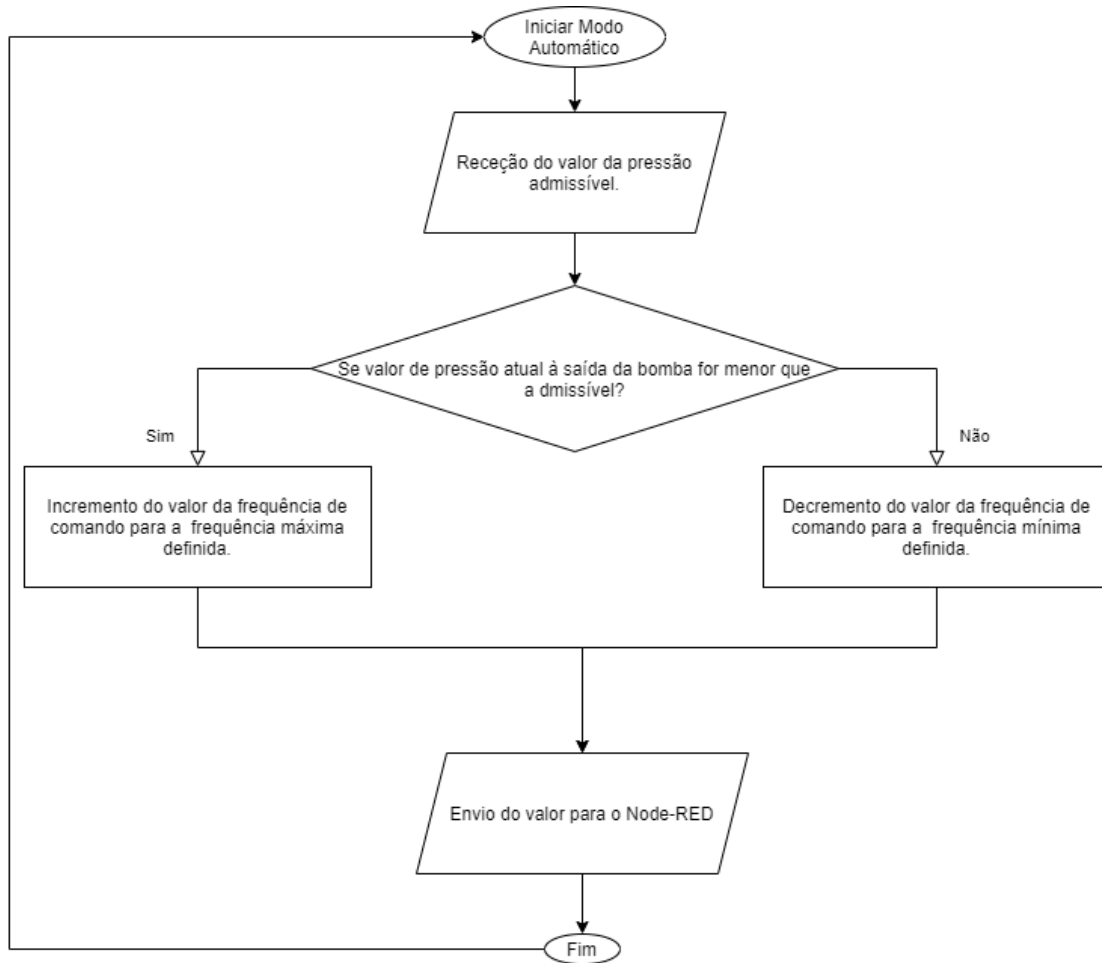 Iniciar Modo
Automático
Receção do valor da pressão
admissível.
Se valor de pressão atual à saída da bomba for menor que
a dmissível?
Sim
Não
Incremento do valor da frequência de
comando para a frequência máxima
definida.
Decremento do valor da frequência de
comando para a frequência mínima
definida.
Envio do valor para o Node-RED
Fim